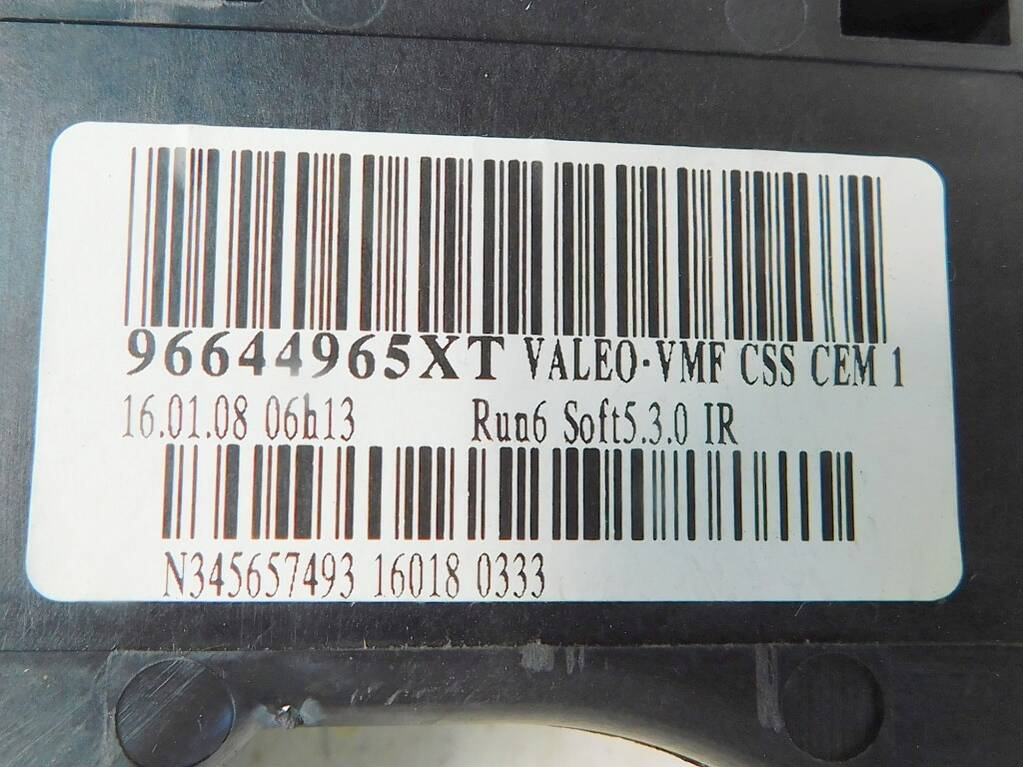 96644965XT VALEO-VMF CSS CEM 1
16.01.08 06h13 Run6 Soft5.3.0 IR
N345657493 16018 0333